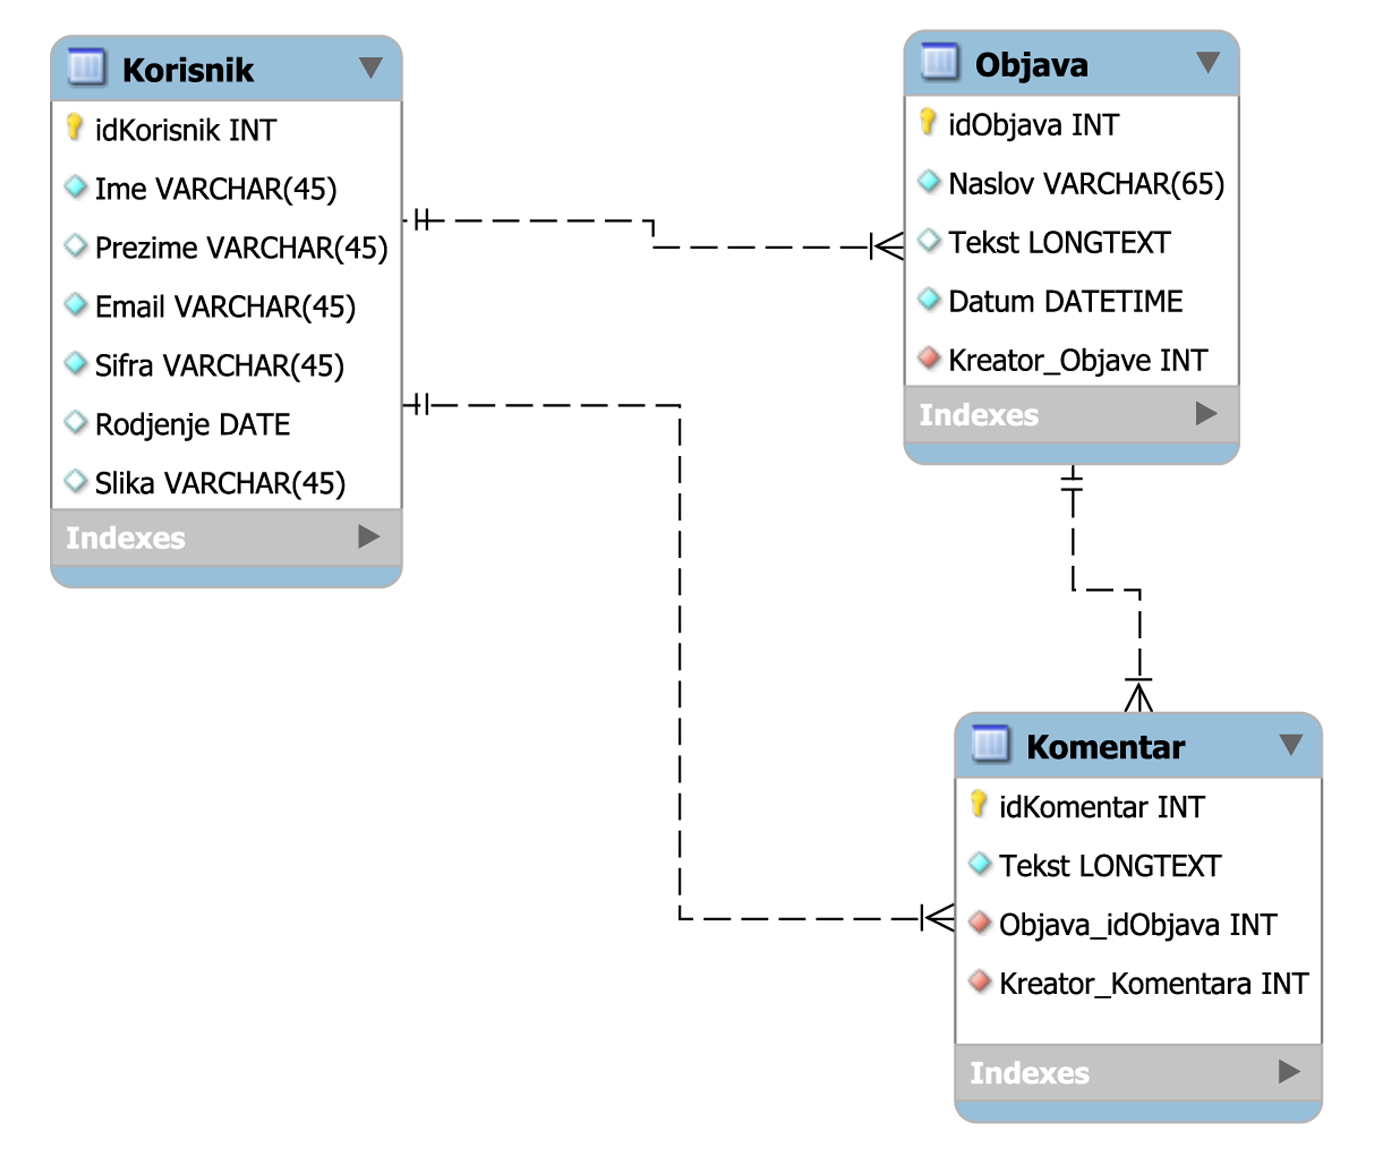 Korisnik
idKorisnik INT
Ime VARCHAR(45)
Prezime VARCHAR(45)
Email VARCHAR(45)
Sifra VARCHAR(45)
Rodjenje DATE
Slika VARCHAR(45)
Indexes
Objava
idObjava INT
Naslov VARCHAR(65)
Tekst LONGTEXT
Datum DATETIME
Kreator_Objave INT
Indexes
Komentar
idKomentar INT
Tekst LONGTEXT
Objava_idObjava INT
Kreator_Komentara INT
Indexes